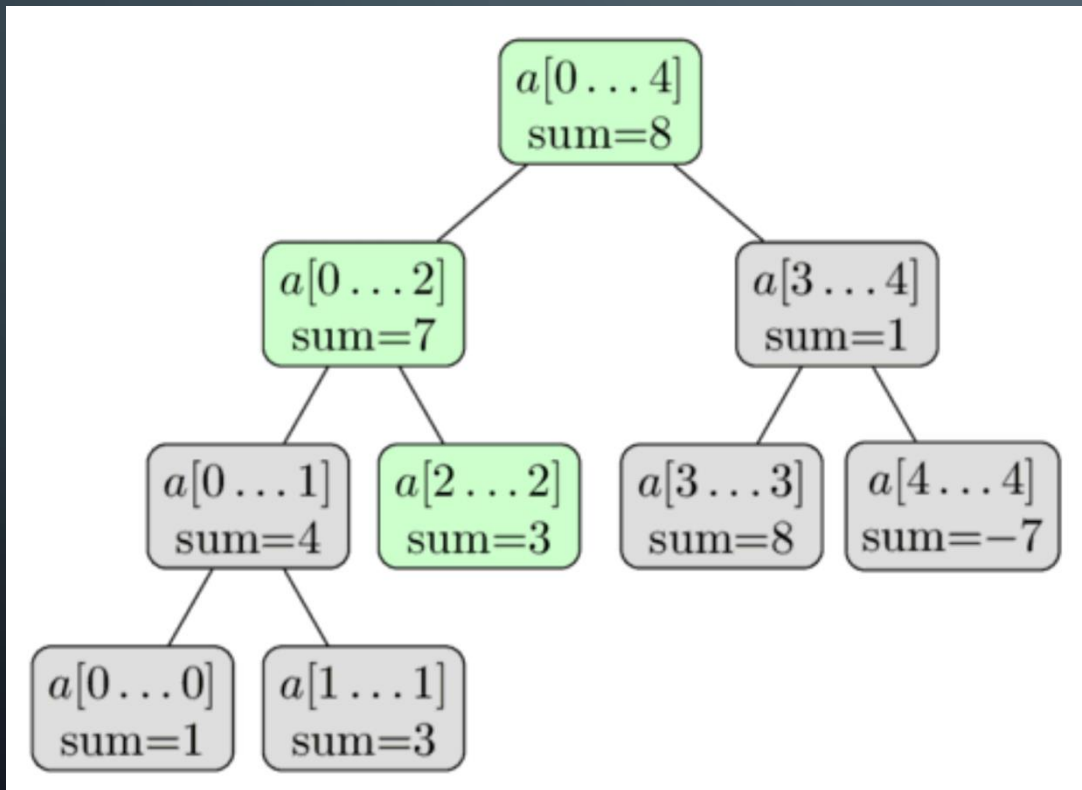 a[0 . . . 4]
sum=8
a[0 . . . 2]
sum=7
a[3 . . . 4]
sum=1
a[0 . . . 1]
sum=4
a[2 . . . 2]
sum=3
a[3 . . . 3]
sum=8
a[4 . . . 4]
sum=−7
a[0 . . . 0]
sum=1
a[1 . . . 1]
sum=3